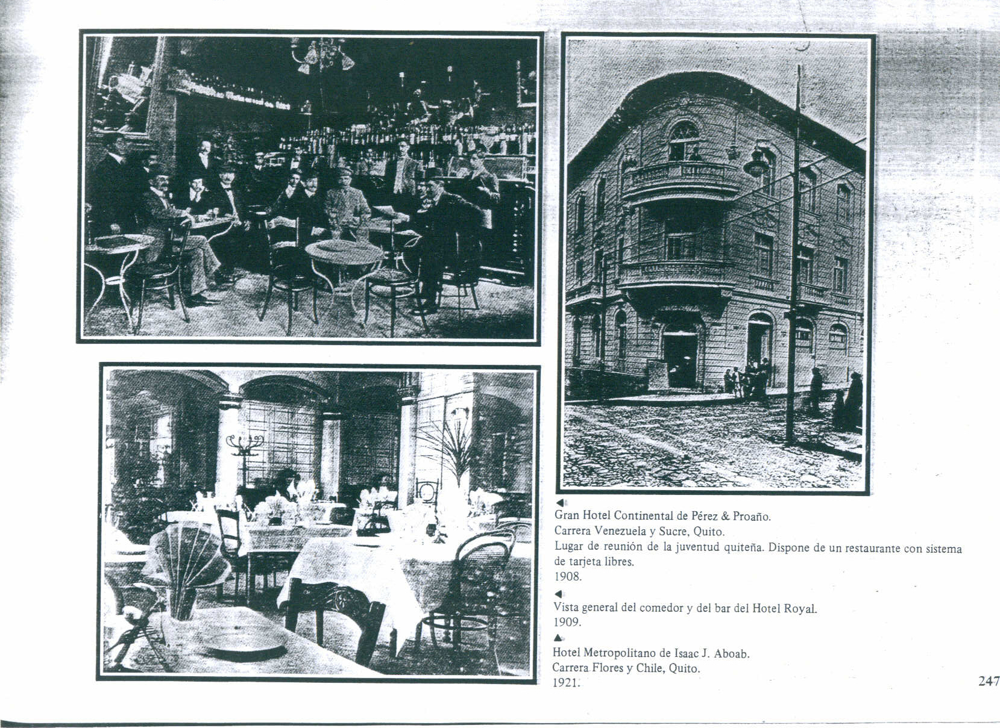 Gran Hotel Continental de Pérez & Proaño.
Carrera Venezuela y Sucre, Quito.
Lugar de reunión de la juventud quiteña. Dispone de un restaurante con sistema
de tarjeta libres.
1908.
Vista general del comedor y del bar del Hotel Royal.
1909.
Hotel Metropolitano de Isaac J. Aboab.
Carrera Flores y Chile, Quito.
1921.
247